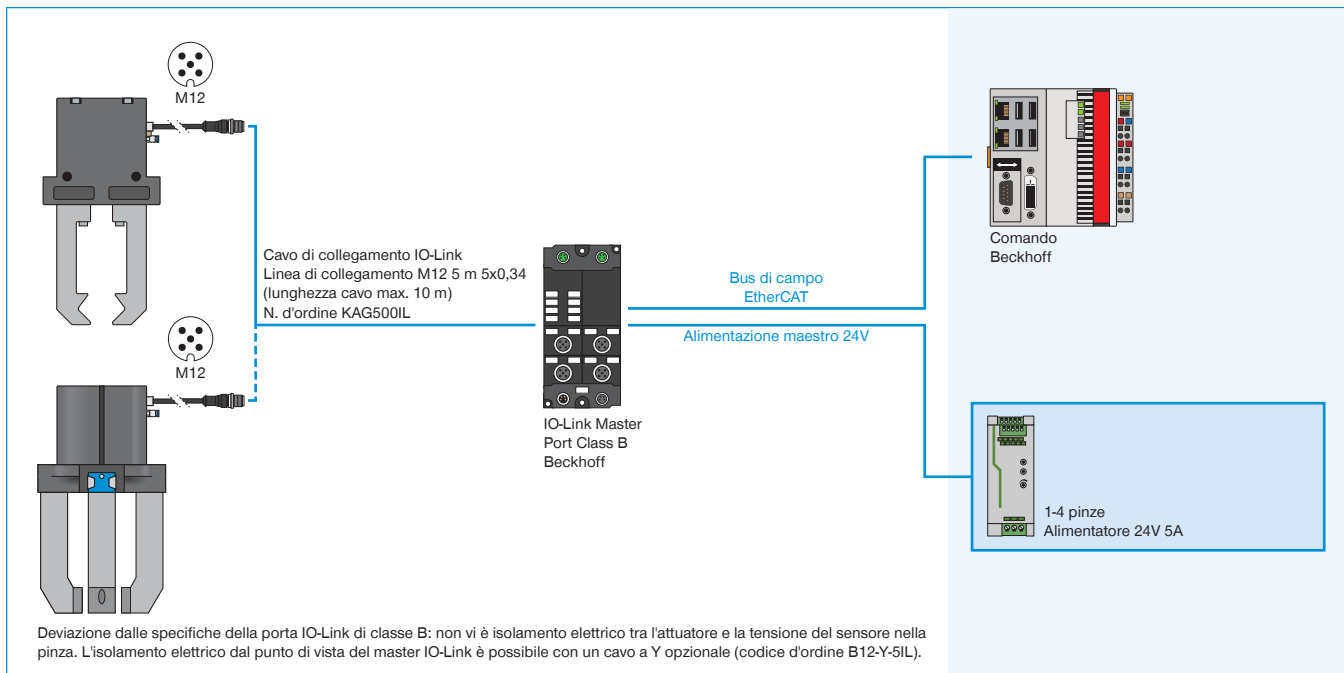 M12
Cavo di collegamento IO-Link
Linea di collegamento M12 5 m 5x0,34
(lunghezza cavo max. 10 m)
N. d'ordine KAG500IL
M12
IO-Link Master
Port Class B
Beckhoff
Bus di campo
EtherCAT
Alimentazione maestro 24V
Comando
Beckhoff
1-4 pinze
Alimentatore 24V 5A
Deviazione dalle specifiche della porta IO-Link di classe B: non vi è isolamento elettrico tra l'attuatore e la tensione del sensore nella
pinza. L'isolamento elettrico dal punto di vista del master IO-Link è possibile con un cavo a Y opzionale (codice d'ordine B12-Y-5IL).